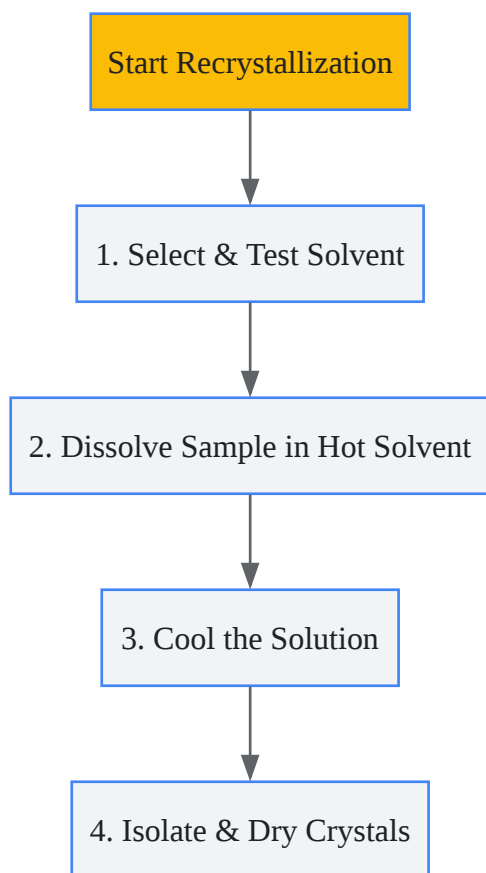 Start Recrystallization
1. Select & Test Solvent
2. Dissolve Sample in Hot Solvent
3. Cool the Solution
4. Isolate & Dry Crystals